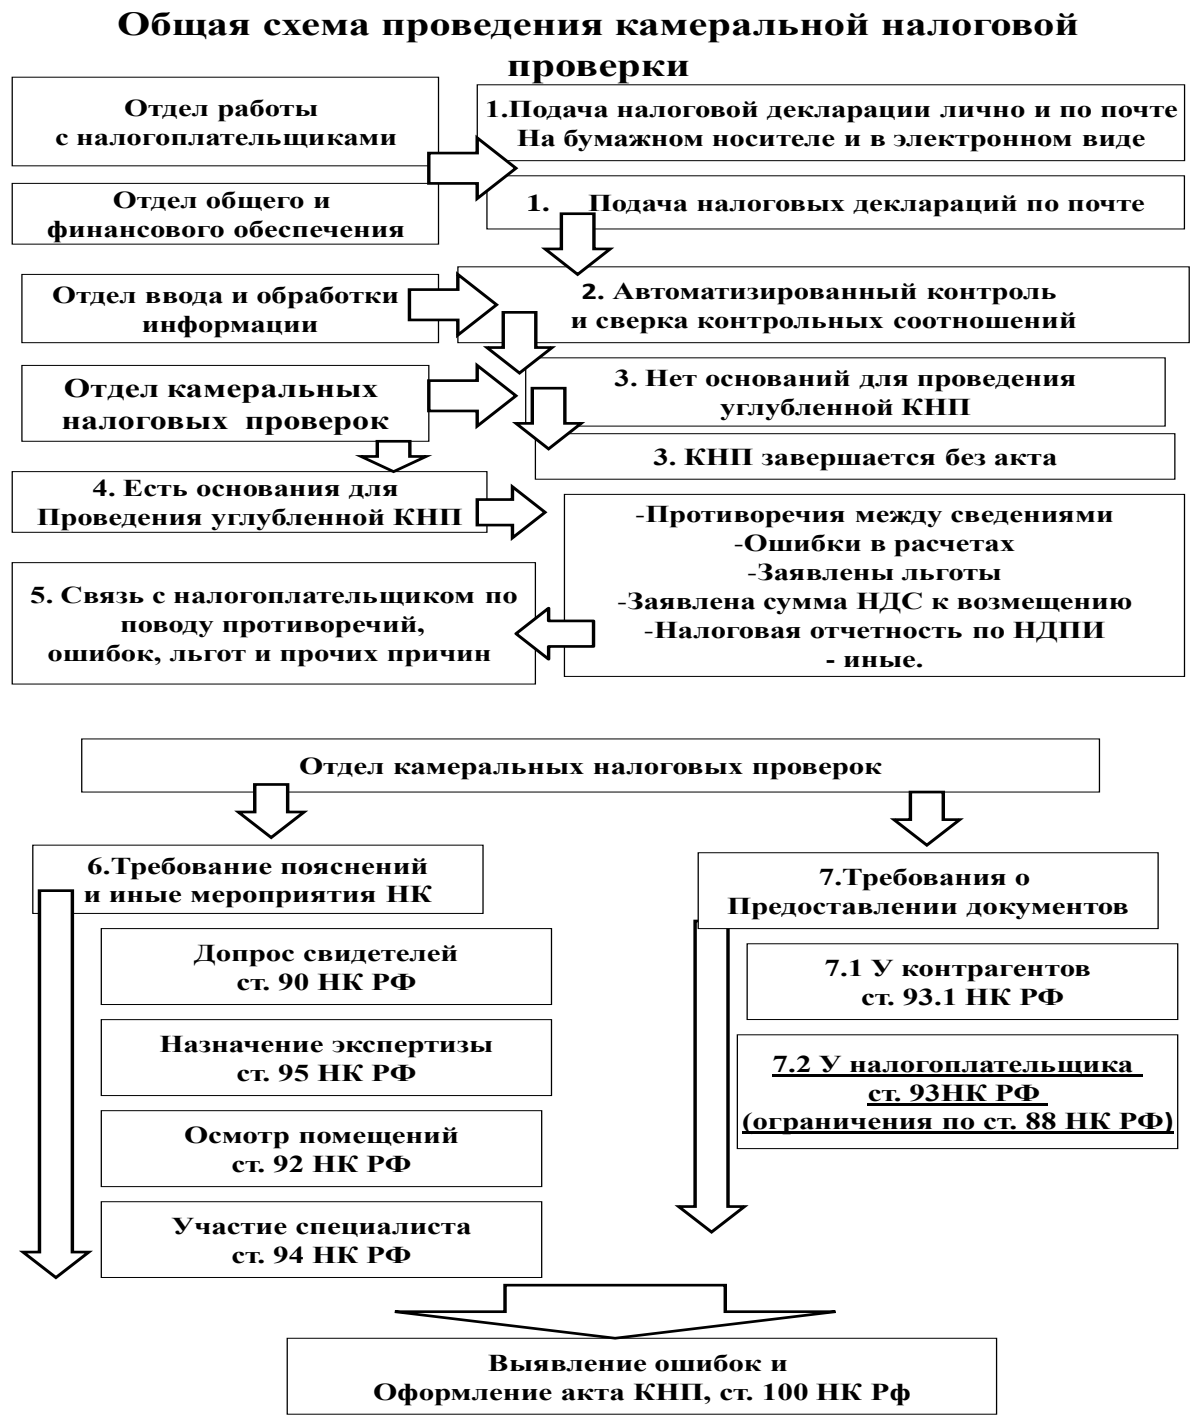 Общая схема проведения камеральной налоговой
проверки
Отдел работы
с налогоплательщиками
1.Подача налоговой декларации лично и по почте
На бумажном носителе и в электронном виде
Отдел общего и
финансового обеспечения
1. Подача налоговых деклараций по почте
Отдел ввода и обработки
информации
2. Автоматизированный контроль
и сверка контрольных соотношений
Отдел камеральных
налоговых проверок
3. Нет оснований для проведения
углубленной КНП
3. КНП завершается без акта
4. Есть основания для
Проведения углубленной КНП
-Противоречия между сведениями
-Ошибки в расчетах
-Заявлены льготы
-Заявлена сумма НДС к возмещению
-Налоговая отчетность по НДПИ
- иные.
5. Связь с налогоплательщиком по
поводу противоречий,
ошибок, льгот и прочих причин
Отдел камеральных налоговых проверок
6.Требование пояснений
и иные мероприятия НК
Допрос свидетелей
ст. 90 НК РФ
Назначение экспертизы
ст. 95 НК РФ
Осмотр помещений
ст. 92 НК РФ
Участие специалиста
ст. 94 НК РФ
7.Требования о
Предоставлении документов
7.1 У контрагентов
ст. 93.1 НК РФ
7.2 У налогоплательщика
ст. 93НК РФ
(ограничения по ст. 88 НК РФ)
Выявление ошибок и
Оформление акта КНП, ст. 100 НК Рф